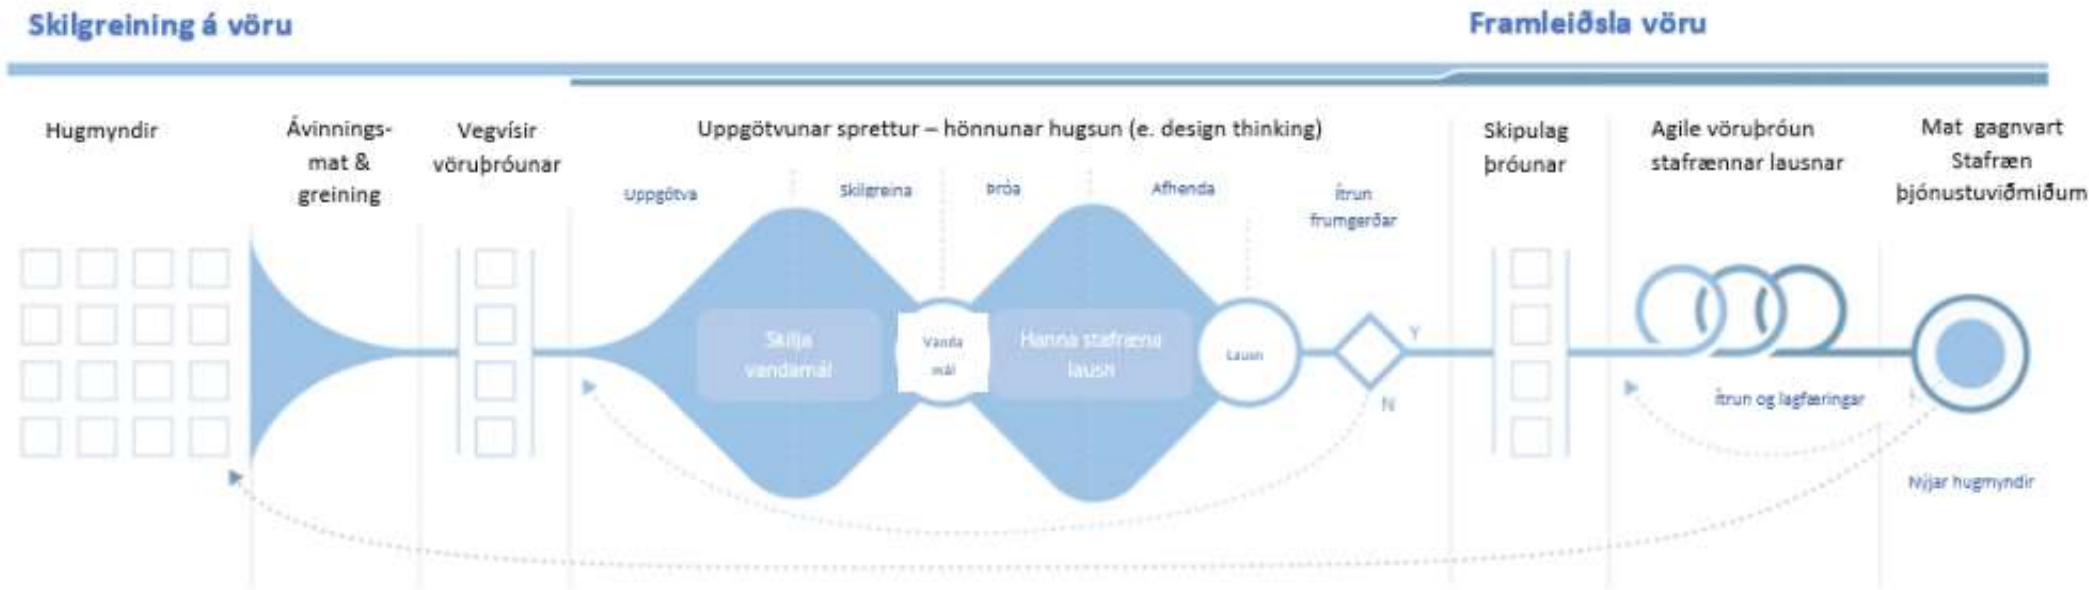 Skilgreining á vöru
Framleiðsla vöru
Hugmyndir
Ávinnings-
mat &
greining
Vegvísir
vöruþróunar
Uppgötvunar sprettur – hönnunar hugsun (e. design thinking)
Uppgötva
Skilgreina
Þróa
Afhenda
Ítrun
frumgerðar
Skipulag
þróunar
Agile vöruþróun
stafrænnar lausnar
Mat gagnvart
Stafræn
þjónustuviðmiðum
Skilja
vandamál
Vanda
mál
Hanna stafræna
lausn
Lausn
Y
N
Ítrun og lagfæringar
Nýjar hugmyndir